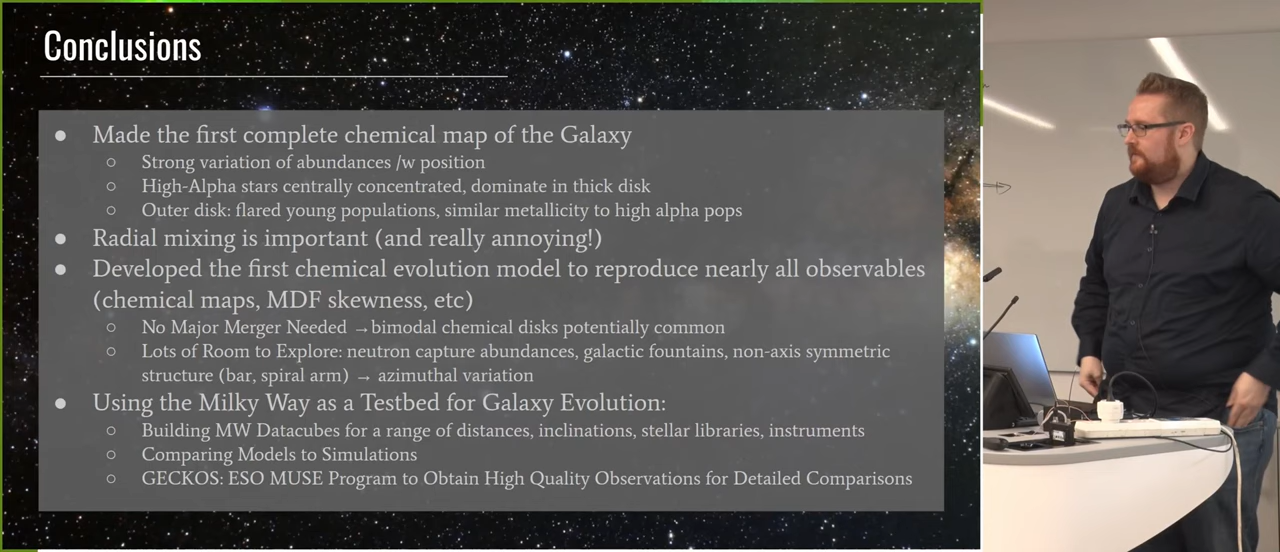 Conclusions
● Made the first complete chemical map of the Galaxy
○ Strong variation of abundances /w position
○ High-Alpha stars centrally concentrated, dominate in thick disk
○ Outer disk: flared young populations, similar metallicity to high alpha pops
● Radial mixing is important (and really annoying!)
● Developed the first chemical evolution model to reproduce nearly all observables
(chemical maps, MDF skewness, etc)
○ No Major Merger Needed →bimodal chemical disks potentially common
○ Lots of Room to Explore: neutron capture abundances, galactic fountains, non-axis symmetric
structure (bar, spiral arm) → azimuthal variation
● Using the Milky Way as a Testbed for Galaxy Evolution:
○ Building MW Datacubes for a range of distances, inclinations, stellar libraries, instruments
○ Comparing Models to Simulations
○ GECKOS: ESO MUSE Program to Obtain High Quality Observations for Detailed Comparisons